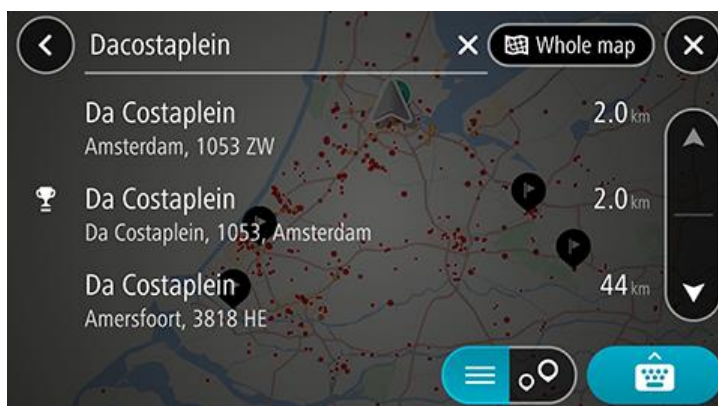 Dacostaplein
Whole map
Da Costaplein
2.0 km
Amsterdam, 1053 ZW
Da Costaplein
2.0 km
Da Costaplein, 1053, Amsterdam
Da Costaplein
44 km
Amersfoort, 3818 HE